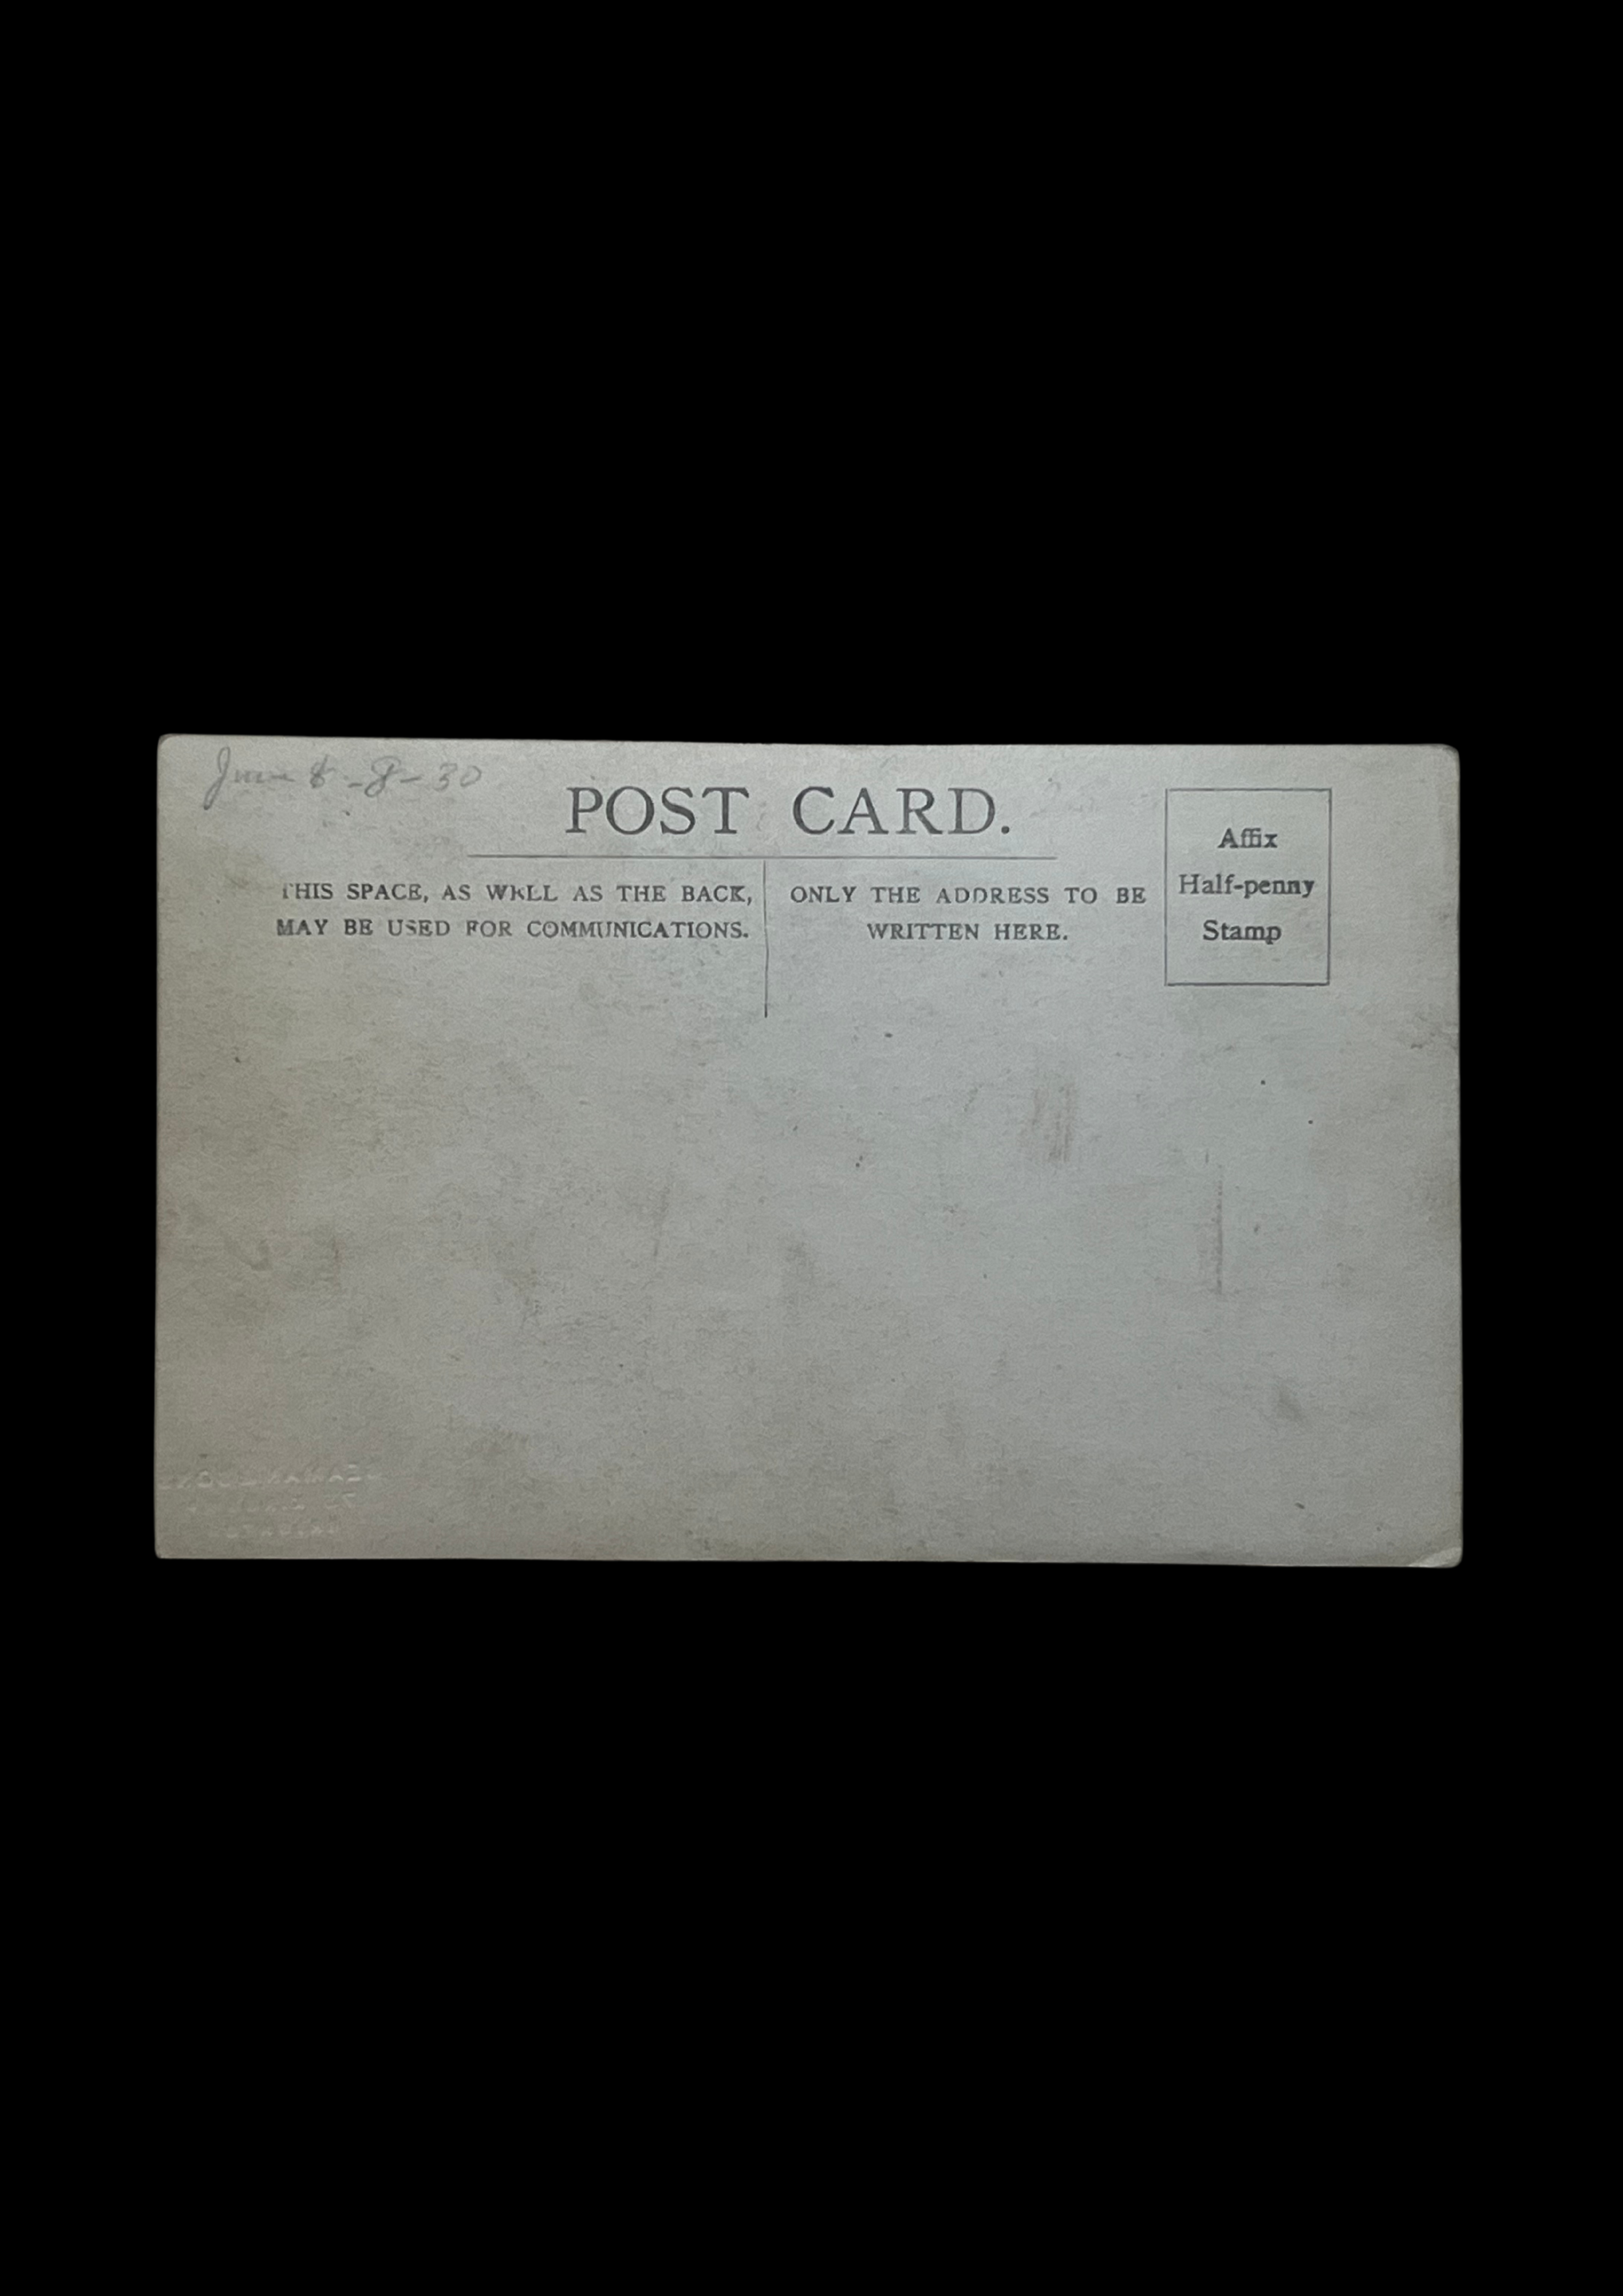 June 8-8-30
POST CARD.
THIS SPACE, AS WELL AS THE BACK,
MAY BE USED FOR COMMUNICATIONS.
ONLY THE ADDRESS TO BE
WRITTEN HERE.
Affix
Half-penny
Stamp